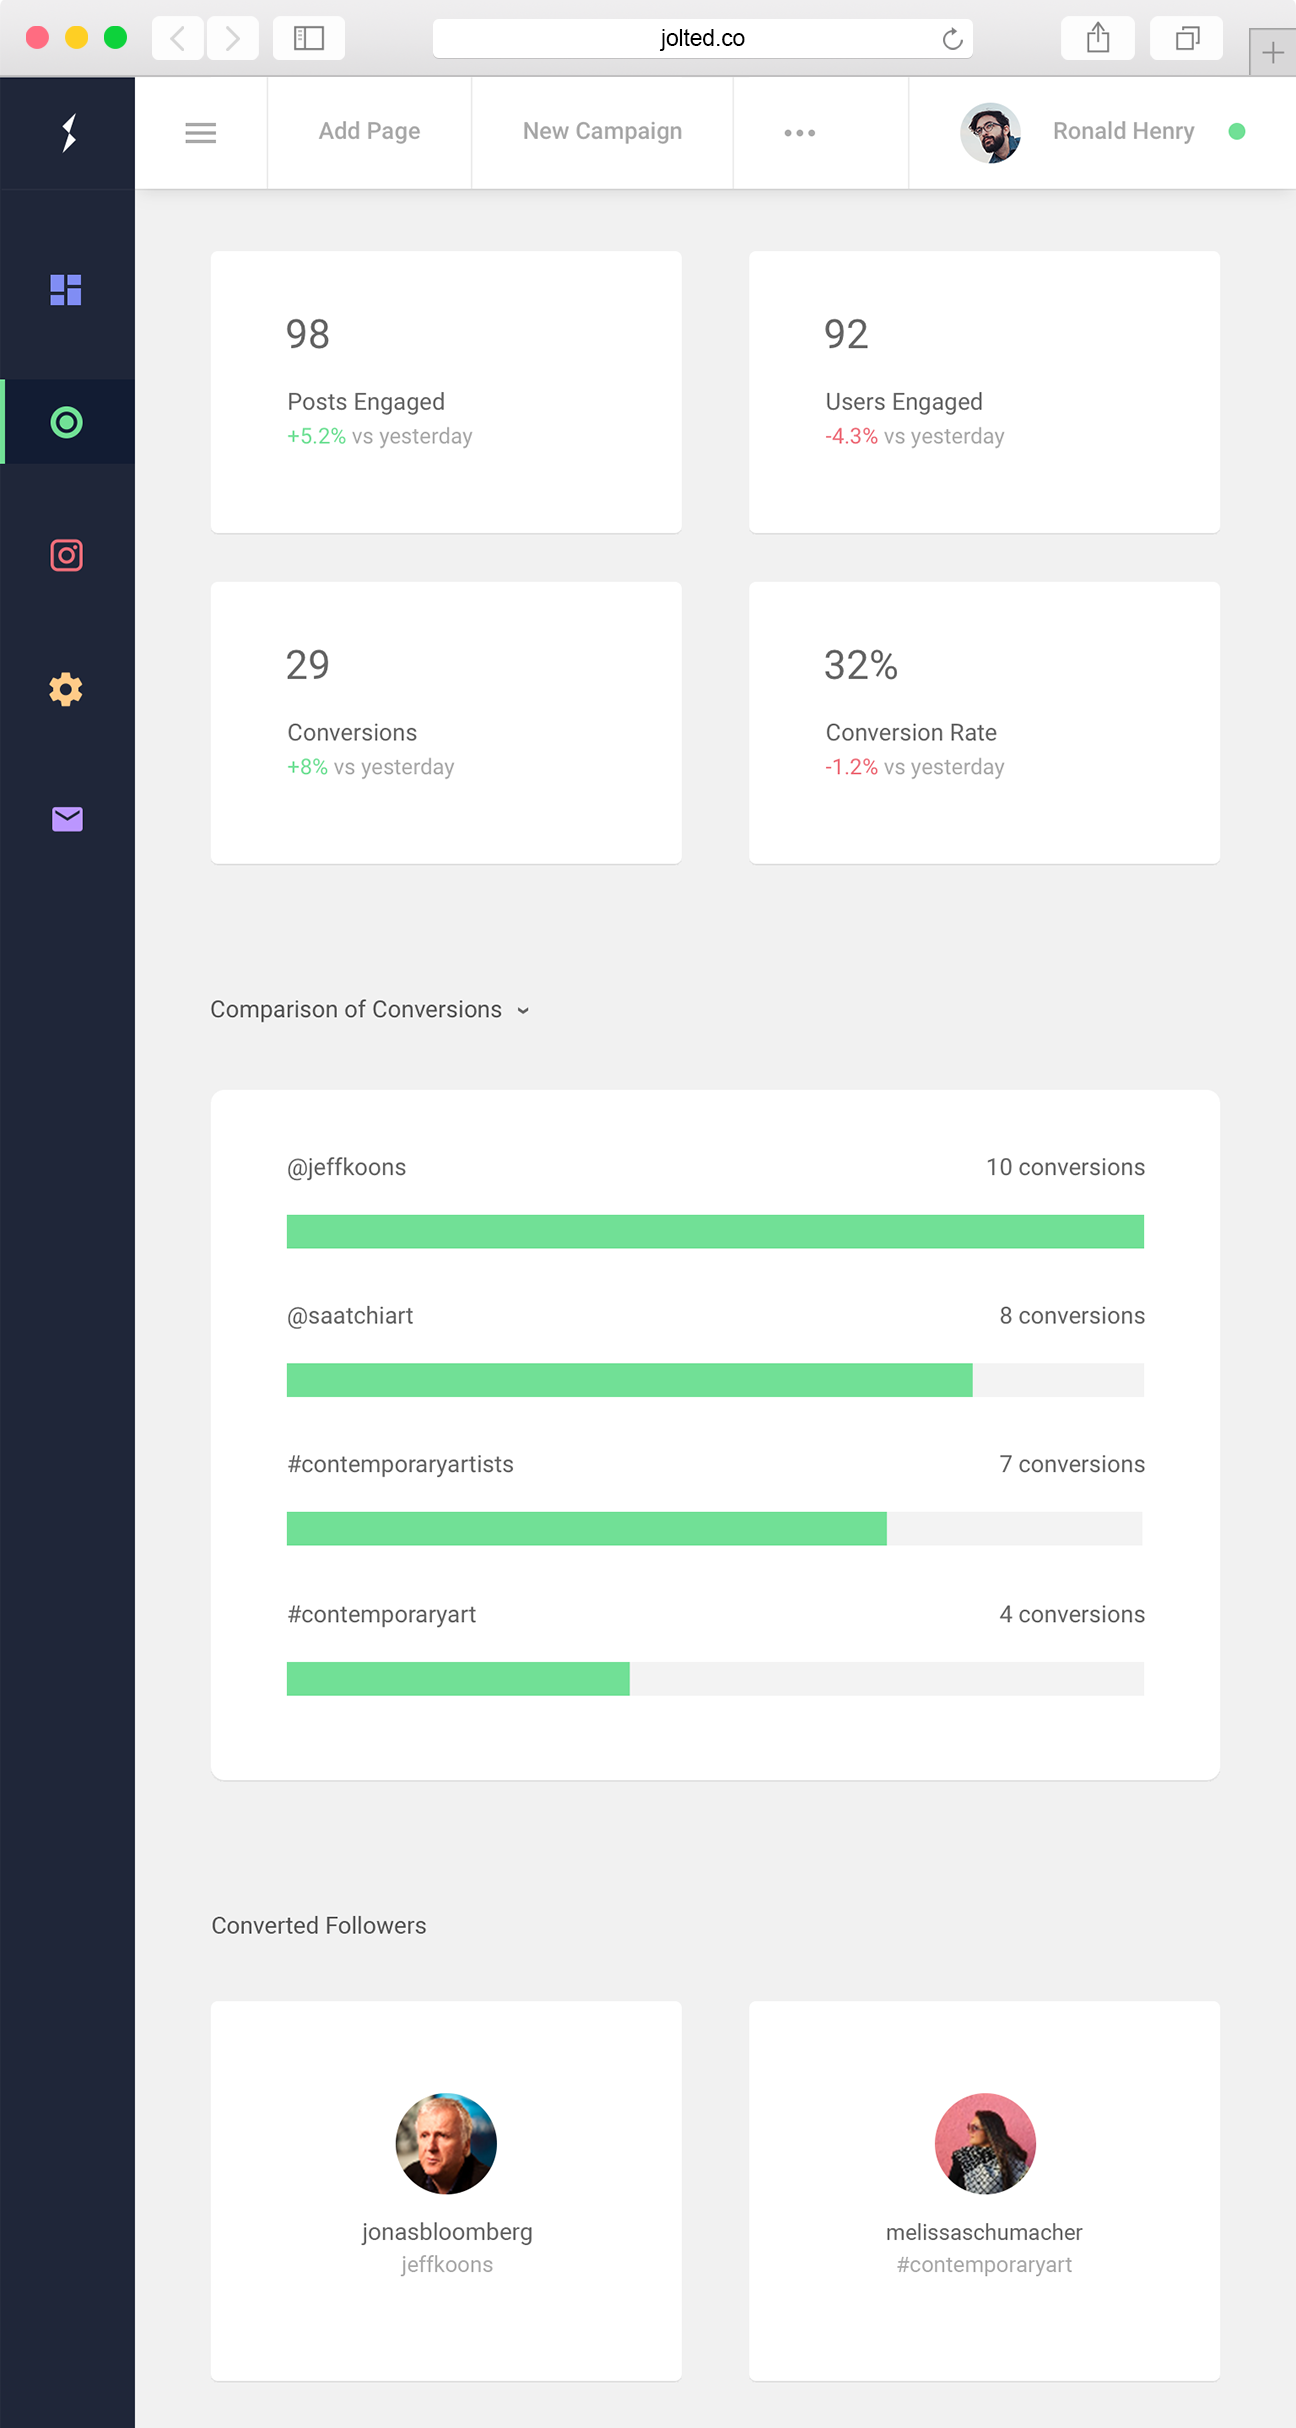 jolted.co
Add Page
New Campaign
Ronald Henry
98
Posts Engaged
+5.2% vs yesterday
92
Users Engaged
-4.3% vs yesterday
29
Conversions
+8% vs yesterday
32%
Conversion Rate
-1.2% vs yesterday
Comparison of Conversions
@jeffkoons
10 conversions
@saatchiart
8 conversions
#contemporaryartists
7 conversions
#contemporaryart
4 conversions
Converted Followers
jonasbloomberg
jeffkoons
melissaschumacher
#contemporaryart